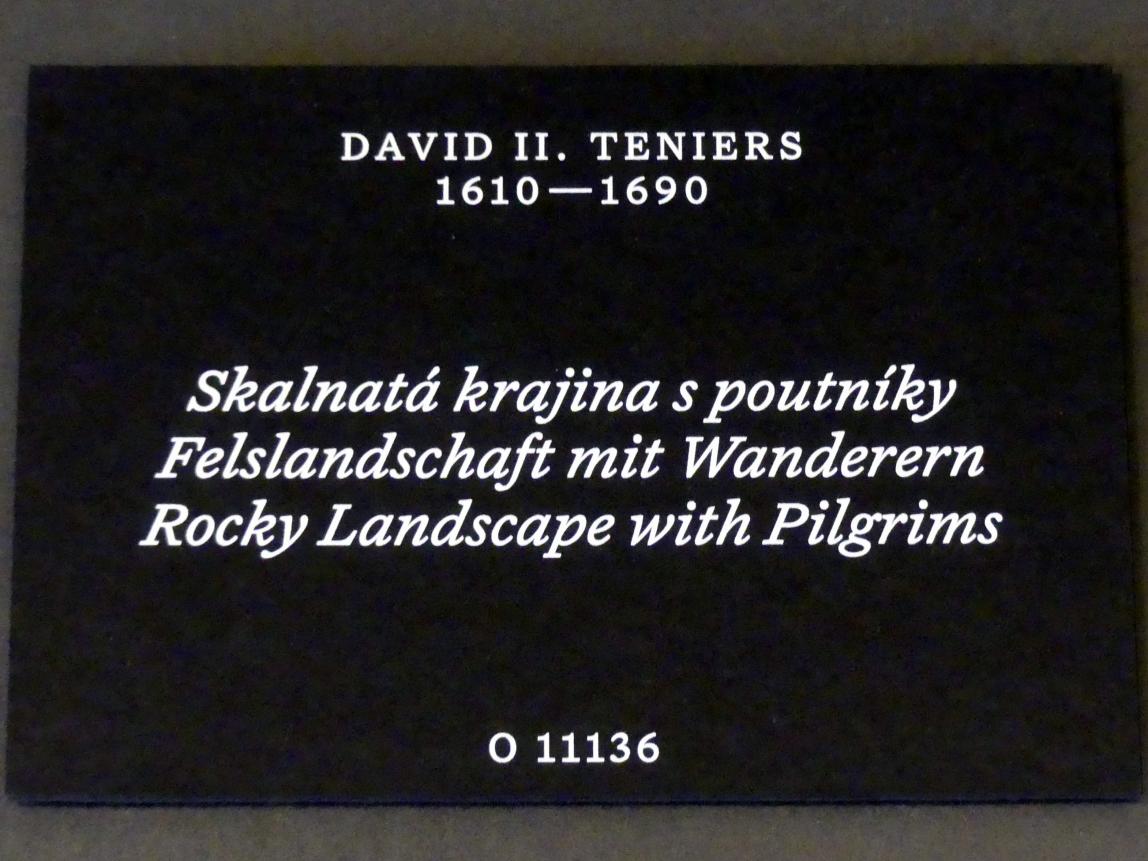 DAVID II. TENIERS
1610—1690
Skalnatá krajina s poutníky
Felslandschaft mit Wanderern
Rocky Landscape with Pilgrims
O 11136